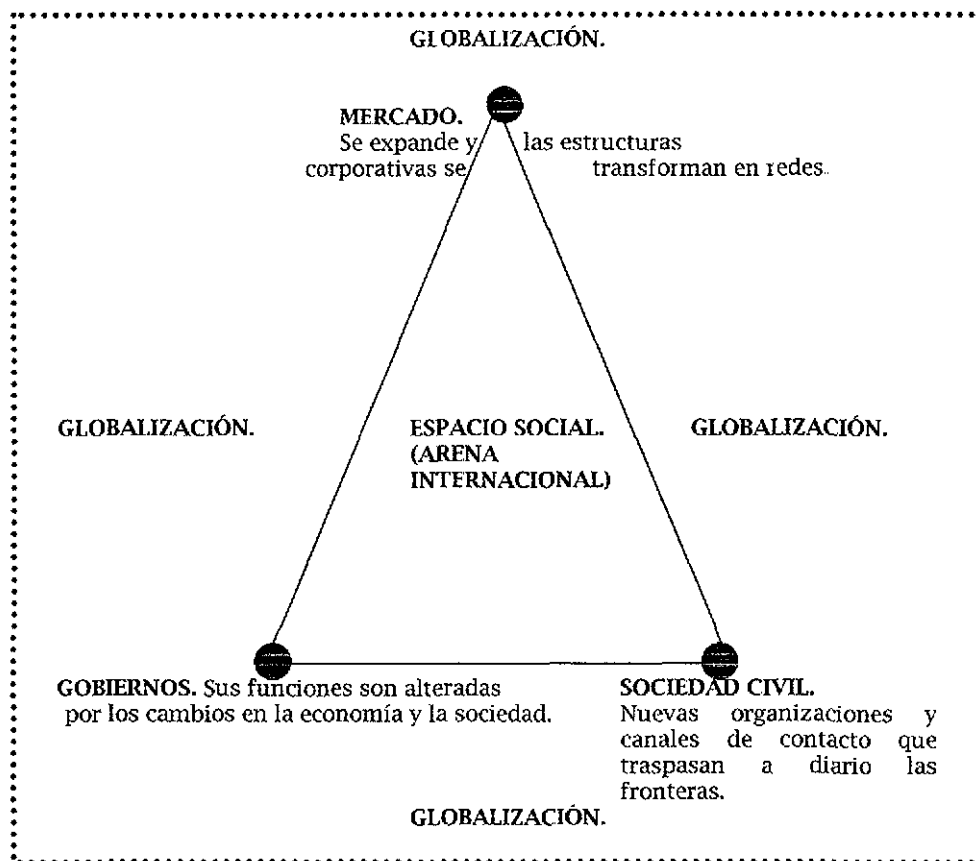 GLOBALIZACIÓN.
MERCADO.
Se expande y las estructuras
corporativas se transforman en redes.
GLOBALIZACIÓN.
ESPACIO SOCIAL.
(ARENA
INTERNACIONAL)
GLOBALIZACIÓN.
GOBIERNOS. Sus funciones son alteradas
por los cambios en la economía y la sociedad.
SOCIEDAD CIVIL.
Nuevas organizaciones y
canales de contacto que
traspasan a diario las
fronteras.
GLOBALIZACIÓN.